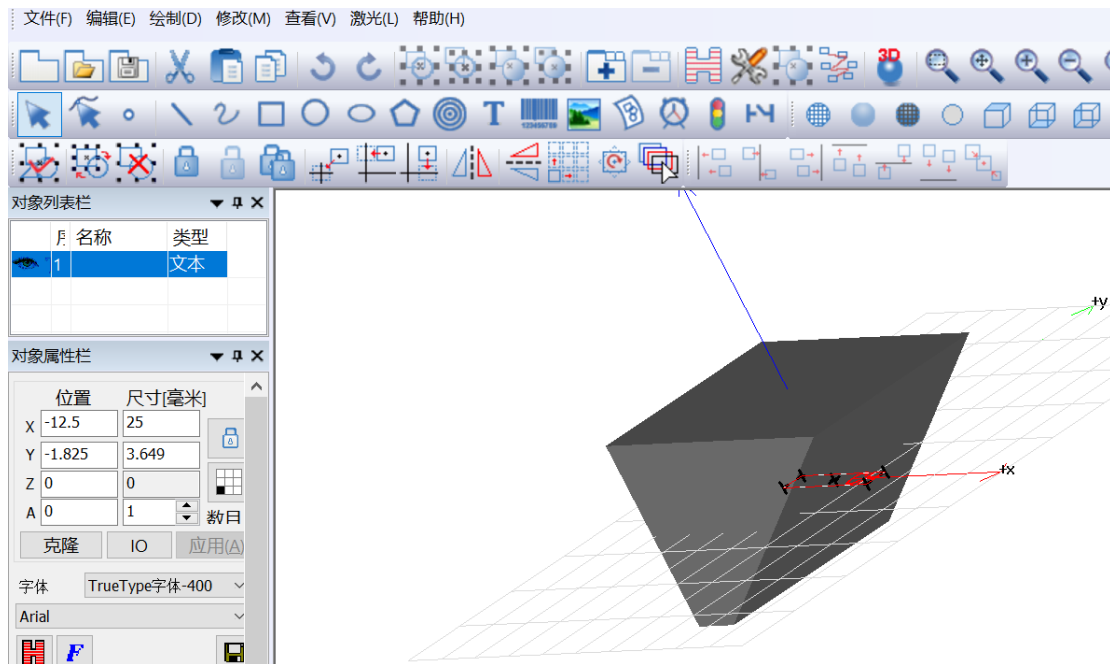 文件(F) 编辑(E) 绘制(D) 修改(M) 查看(V) 激光(L) 帮助(H)
3D
T
对象列表栏
名称 类型
1 文本
对象属性栏
位置 尺寸[毫米]
X -12.5 25
Y -1.825 3.649
Z 0 0
A 0 1 数目
克隆 IO 应用(A)
字体 TrueType字体-400
Arial
F
+y
+x